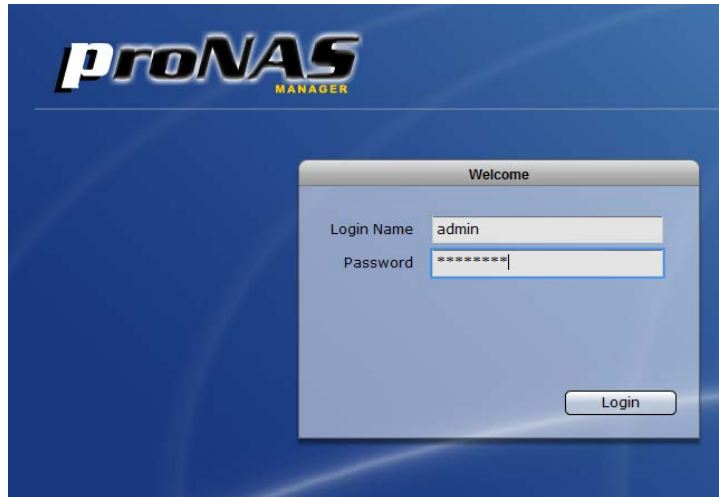 proNAS
MANAGER
Welcome
Login Name admin
Password ********
Login